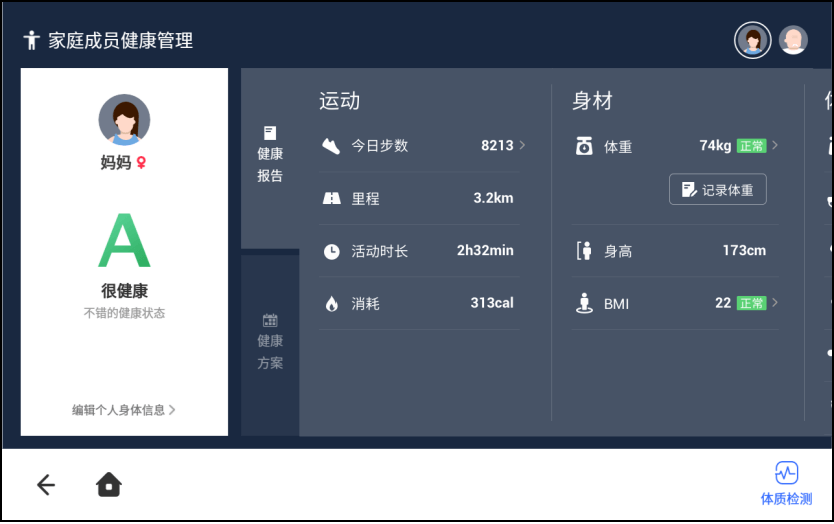 家庭成员健康管理
妈妈
A
很健康
不错的健康状态
编辑个人身体信息
健康
报告
健康
方案
运动
今日步数 8213
里程 3.2km
活动时长 2h32min
消耗 313cal
身材
体重 74kg 正常
记录体重
身高 173cm
BMI 22 正常
体质检测